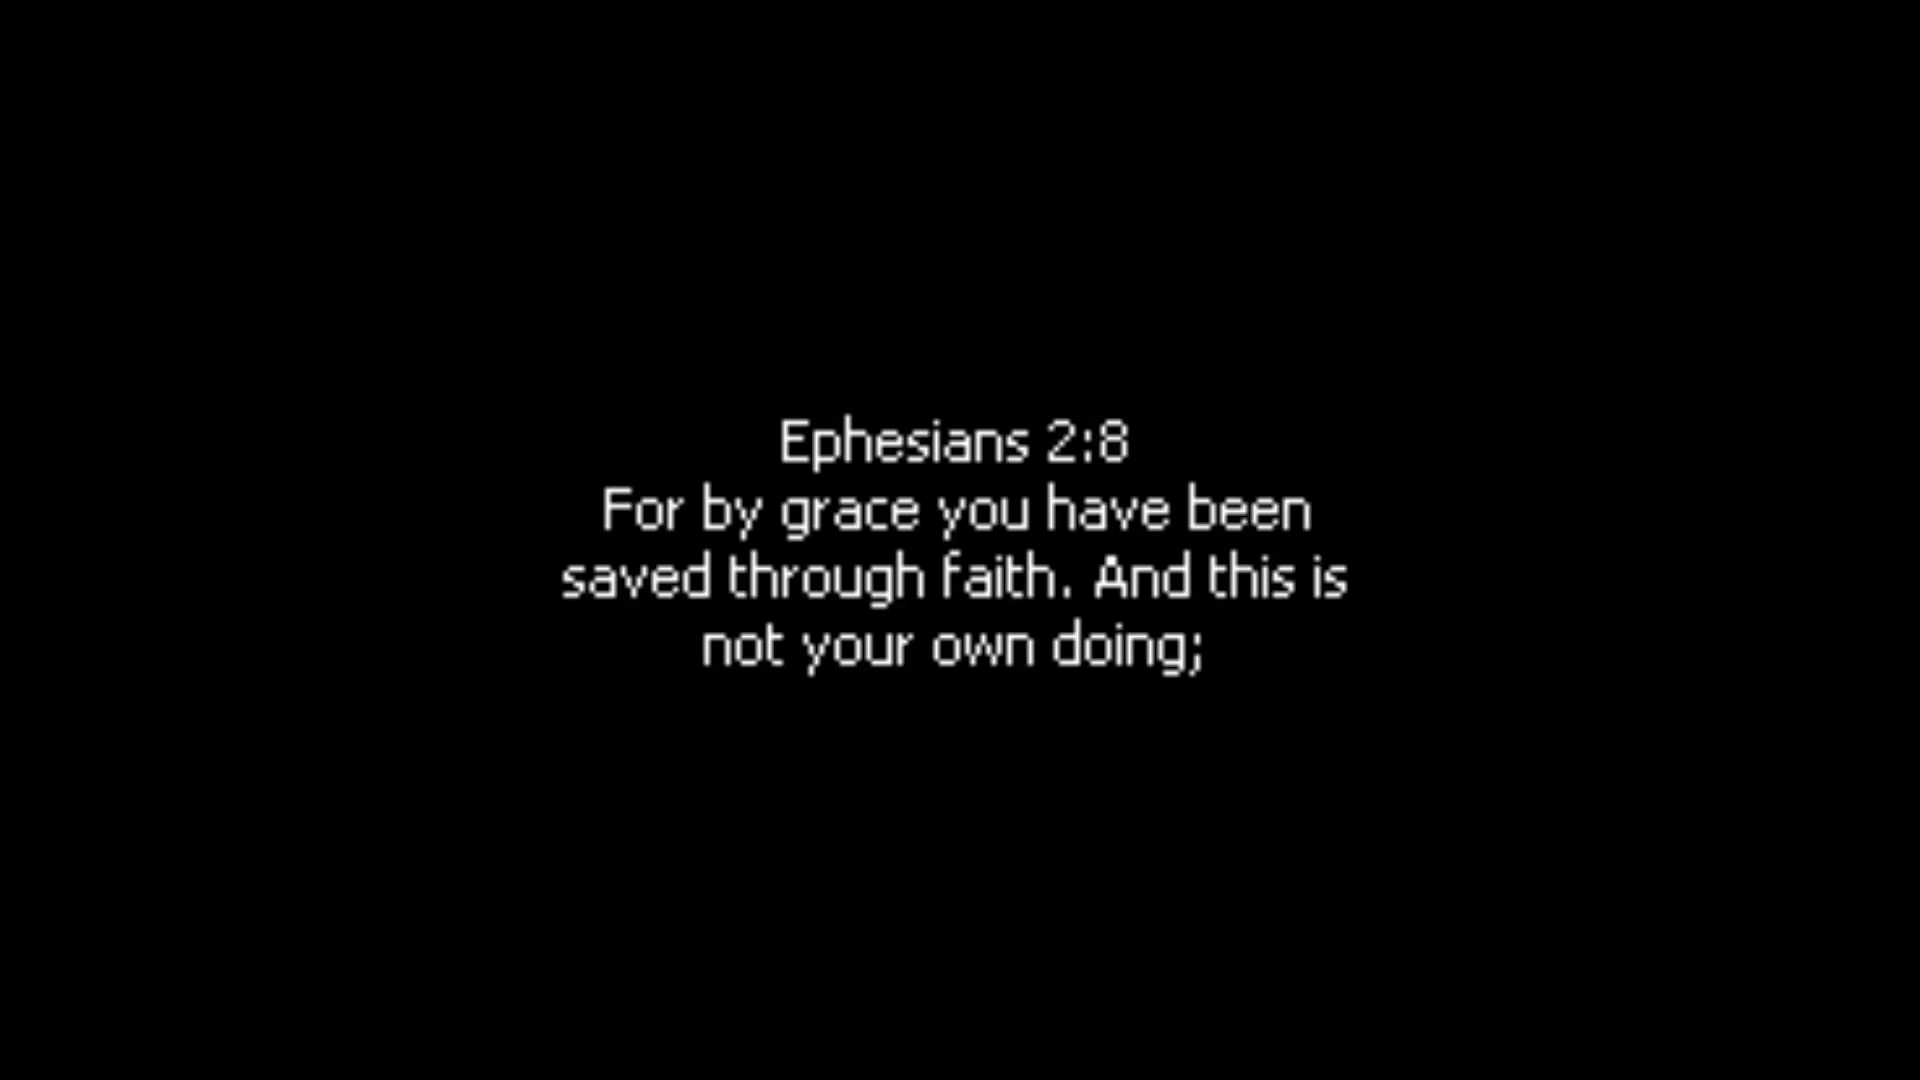 Ephesians 2:8
For by grace you have been
saved through faith. And this is
not your own doing;